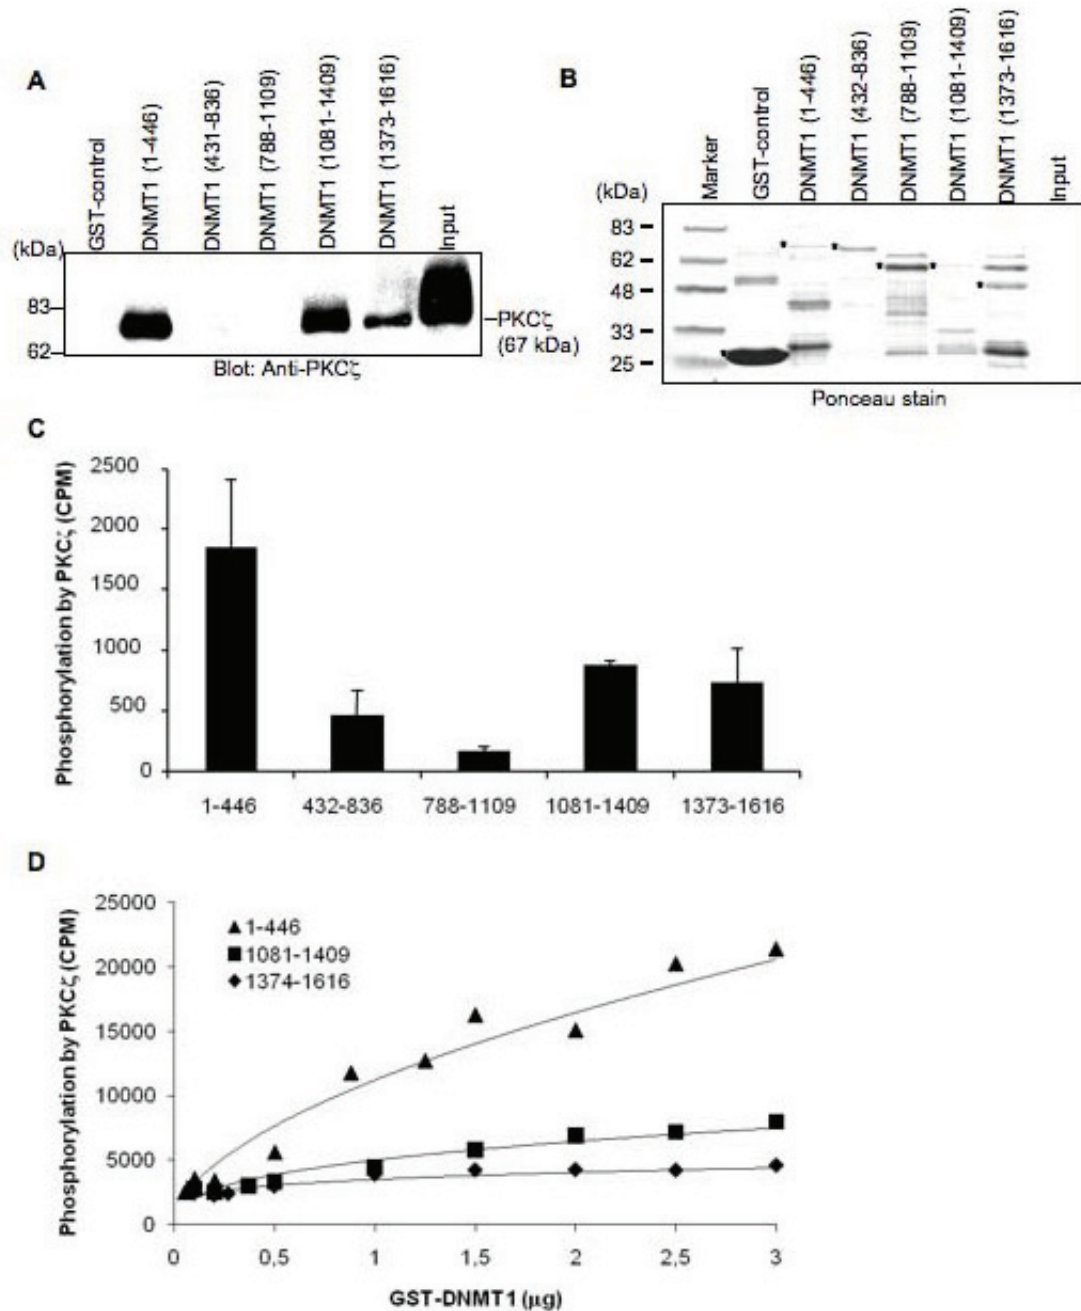 A
GST-control
DNMT1 (1-446)
DNMT1 (431-836)
DNMT1 (788-1109)
DNMT1 (1081-1409)
DNMT1 (1373-1616)
Input
(kDa)
83
62
PKCζ
(67 kDa)
Blot: Anti-PKCζ
B
Marker
GST-control
DNMT1 (1-446)
DNMT1 (432-836)
DNMT1 (788-1109)
DNMT1 (1081-1409)
DNMT1 (1373-1616)
Input
(kDa)
83
62
48
33
25
Ponceau stain
C
Phosphorylation by PKCζ (CPM)
2500
2000
1500
1000
500
0
1-446 432-836 788-1109 1081-1409 1373-1616
D
Phosphorylation by PKCζ (CPM)
25000
20000
15000
10000
5000
0
1-446
1081-1409
1374-1616
0 0,5 1 1,5 2 2,5 3
GST-DNMT1 (µg)